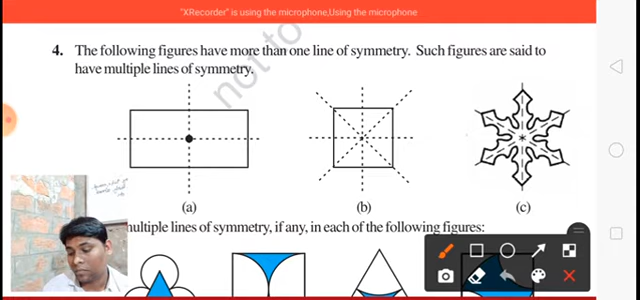 "XRecorder" is using the microphone,Using the microphone
4. The following figures have more than one line of symmetry. Such figures are said to
have multiple lines of symmetry.
not to
(a) (b) (c)
multiple lines of symmetry, if any, in each of the following figures: